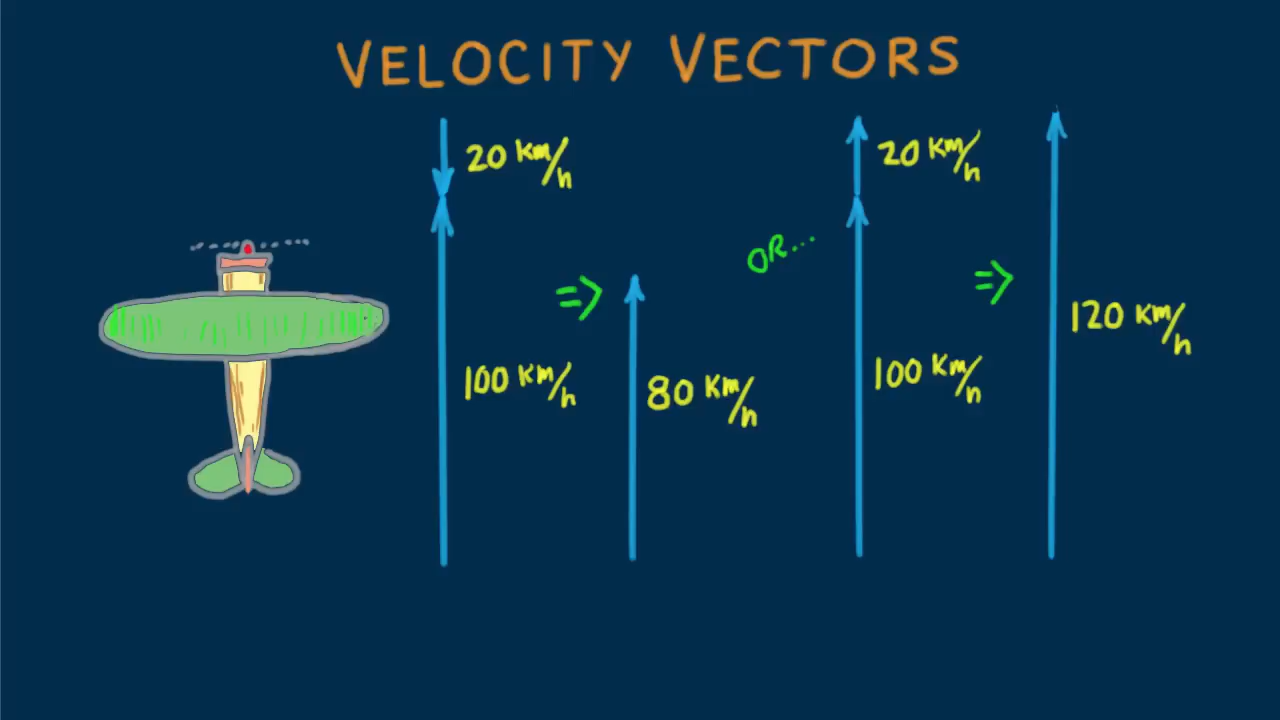 VELOCITY VECTORS
20 Km/h
100 Km/h
=>
80 Km/h
OR...
20 Km/h
100 Km/h
=>
120 Km/h